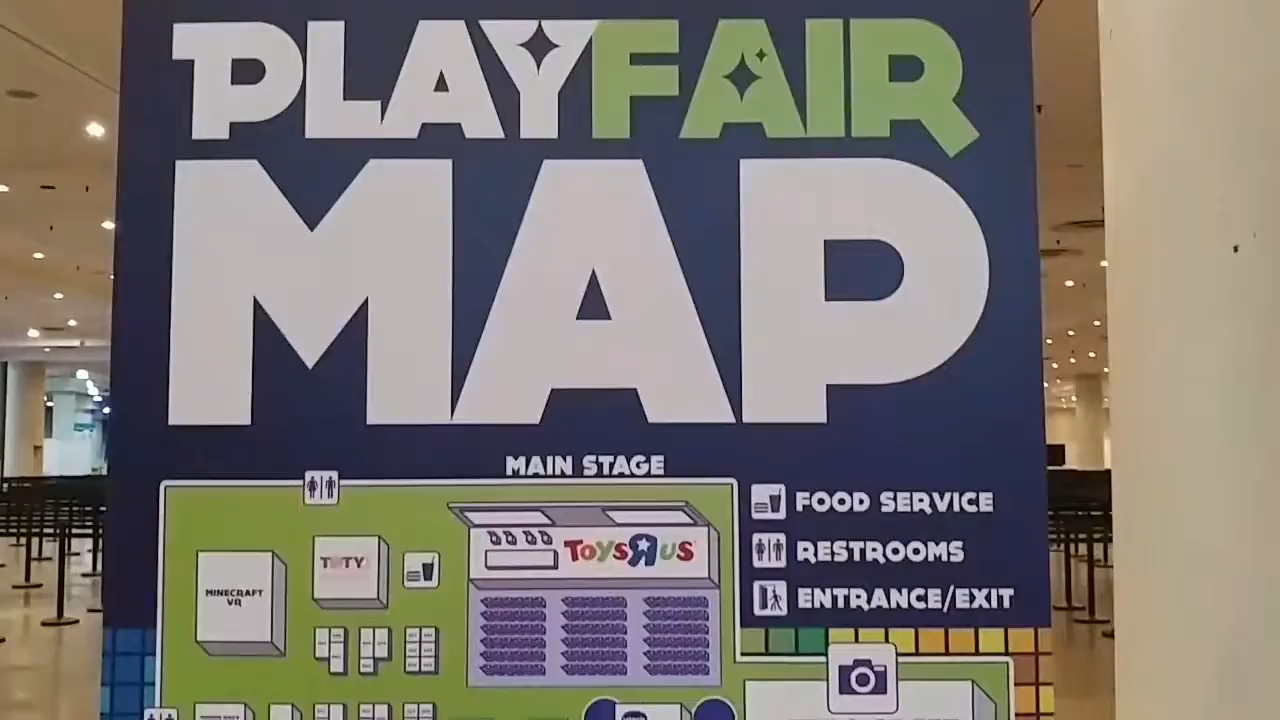 PLAYFAIR
MAP
MAIN STAGE
FOOD SERVICE
TOYS R US
RESTROOMS
TOTY
MINECRAFT
VR
ENTRANCE/EXIT